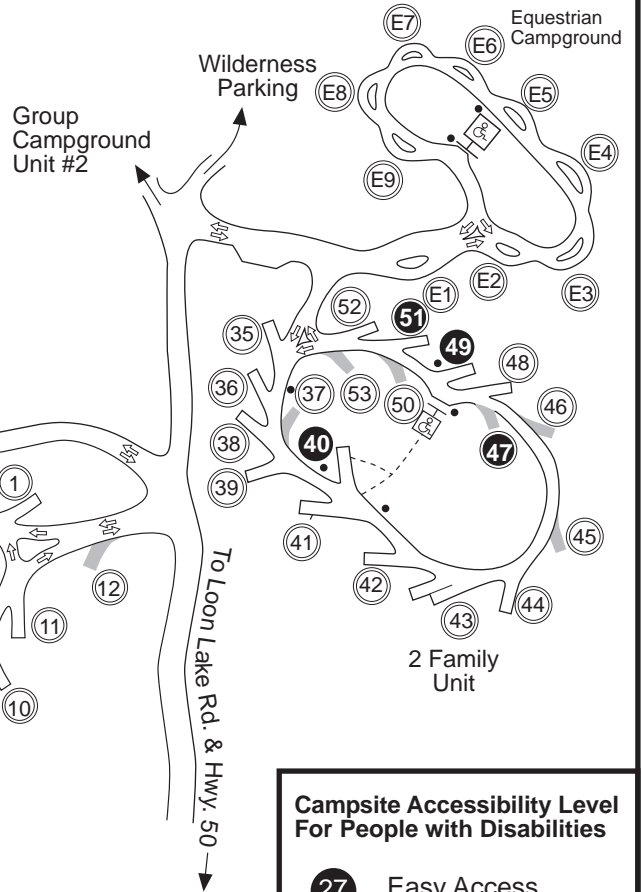 E7
E6
Equestrian
Campground
Wilderness
Parking
E8
E5
Group
Campground
Unit #2
E4
E9
E2
E1
E3
52
51
35
49
48
36
37
53
50
46
38
40
47
39
1
41
45
42
12
44
43
11
2 Family
Unit
10
To Loon Lake Rd. & Hwy. 50
Campsite Accessibility Level
For People with Disabilities
27 Easy Access